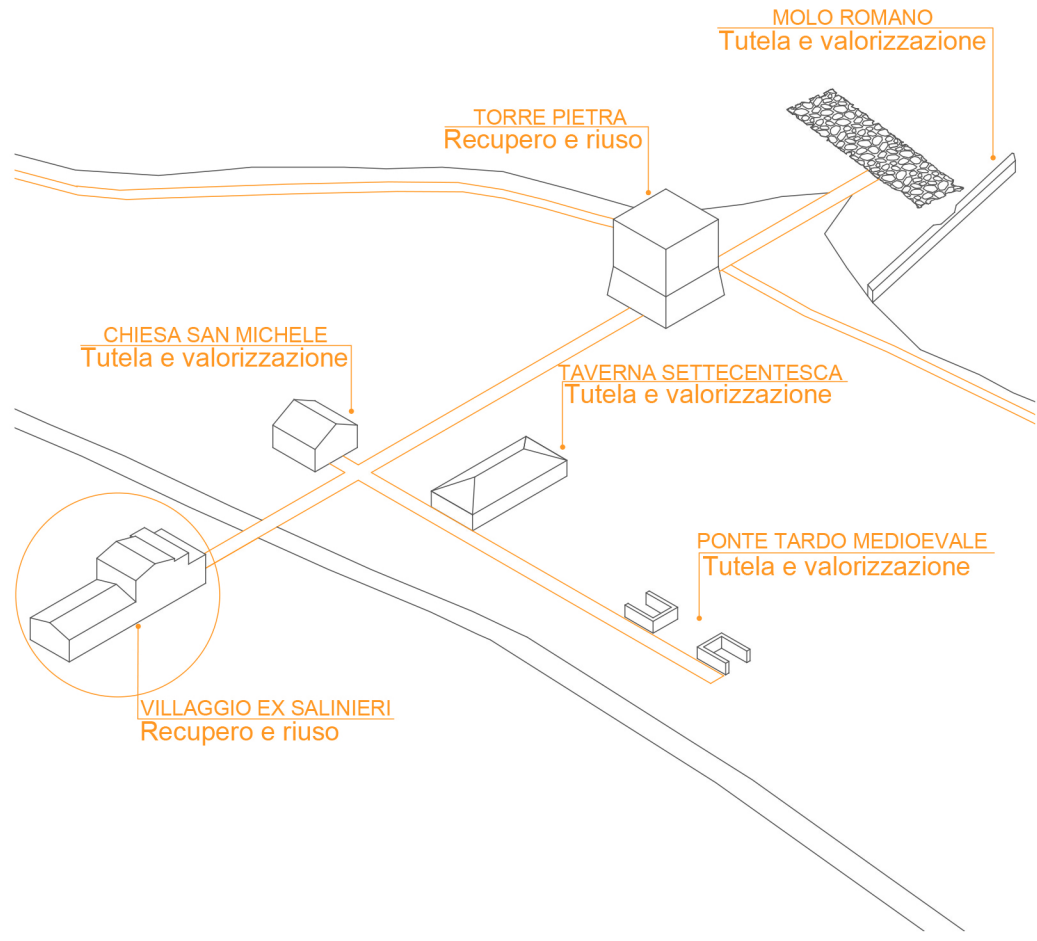 MOLO ROMANO
Tutela e valorizzazione
TORRE PIETRA
Recupero e riuso
CHIESA SAN MICHELE
Tutela e valorizzazione
TAVERNA SETTECENTESCA
Tutela e valorizzazione
PONTE TARDO MEDIOEVALE
Tutela e valorizzazione
VILLAGGIO EX SALINIERI
Recupero e riuso